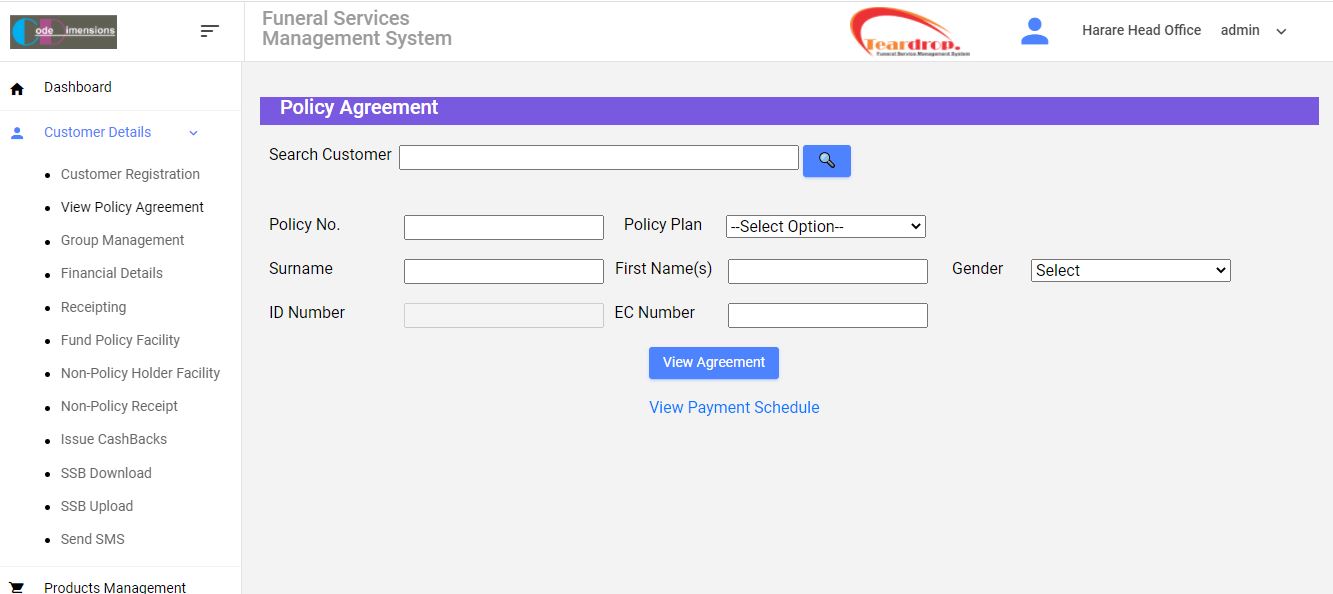 ode imensions
Funeral Services
Management System
Teardrop.
Funeral Service Management System
Harare Head Office admin
Dashboard
Customer Details
Customer Registration
View Policy Agreement
Group Management
Financial Details
Receipting
Fund Policy Facility
Non-Policy Holder Facility
Non-Policy Receipt
Issue CashBacks
SSB Download
SSB Upload
Send SMS
Products Management
Policy Agreement
Search Customer
Policy No. Policy Plan --Select Option--
Surname First Name(s) Gender Select
ID Number EC Number
View Agreement
View Payment Schedule